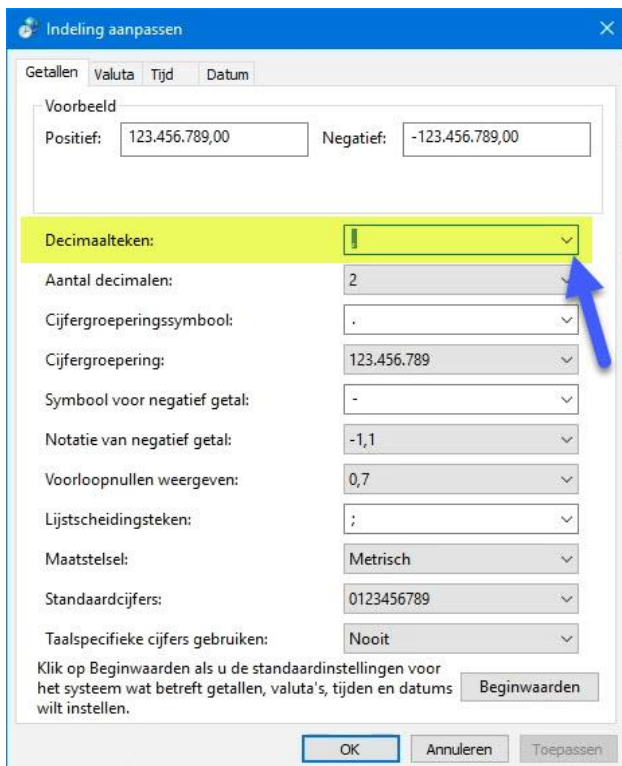 Indeling aanpassen
Getallen Valuta Tijd Datum
Voorbeeld
Positief: 123.456.789,00 Negatief: -123.456.789,00
Decimaalteken: ,
Aantal decimalen: 2
Cijfergroeperingssymbool: .
Cijfergroepering: 123.456.789
Symbool voor negatief getal: -
Notatie van negatief getal: -1,1
Voorloopnullen weergeven: 0,7
Lijstscheidingsteken: ;
Maatstelsel: Metrisch
Standaardcijfers: 0123456789
Taalspecifieke cijfers gebruiken: Nooit
Klik op Beginwaarden als u de standaardinstellingen voor
het systeem wat betreft getallen, valuta's, tijden en datums
wilt instellen.
Beginwaarden
OK Annuleren Toepassen